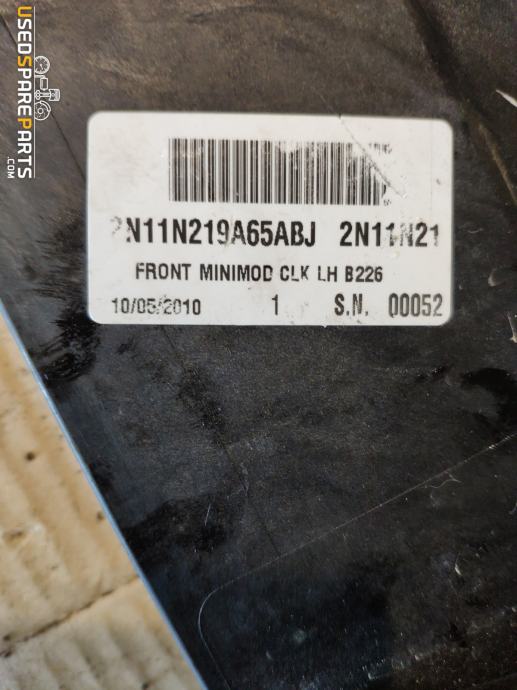 USEDSPAREPARTS
.COM
2N11N219A65ABJ 2N11N21
FRONT MINIMOD CLK LH B226
10/05/2010 1 S.N. 00052